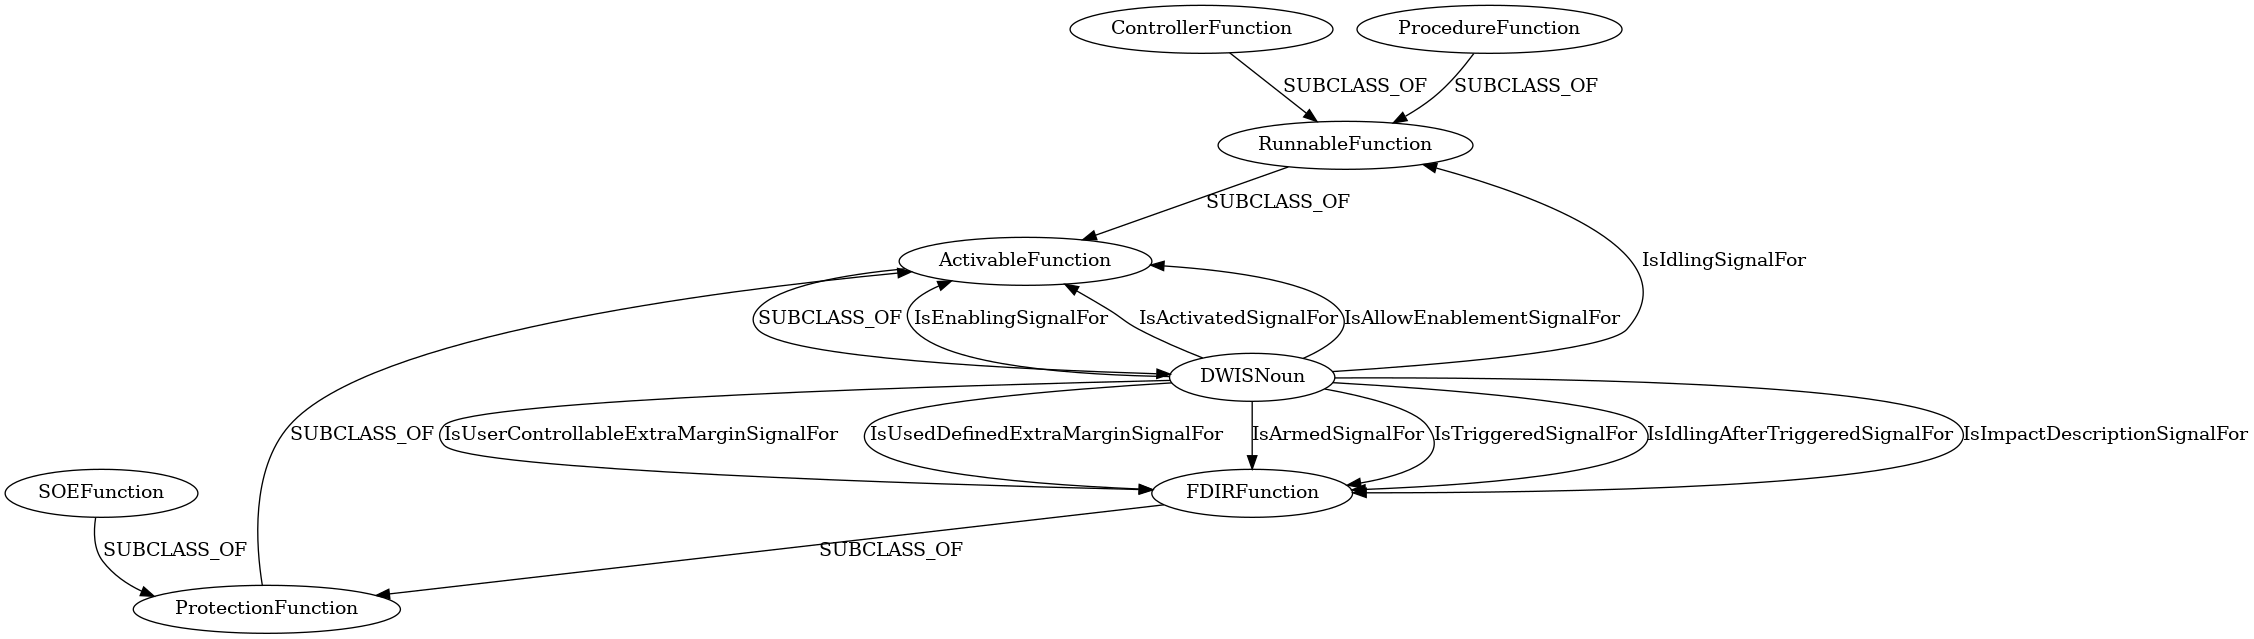 ControllerFunction
ProcedureFunction
SUBCLASS_OF
SUBCLASS_OF
RunnableFunction
SUBCLASS_OF
ActivableFunction
IsIdlingSignalFor
SUBCLASS_OF
IsEnablingSignalFor
IsActivatedSignalFor
IsAllowEnablementSignalFor
DWISNoun
SUBCLASS_OF
IsUserControllableExtraMarginSignalFor
IsUsedDefinedExtraMarginSignalFor
IsArmedSignalFor
IsTriggeredSignalFor
IsIdlingAfterTriggeredSignalFor
IsImpactDescriptionSignalFor
SOEFunction
FDIRFunction
SUBCLASS_OF
SUBCLASS_OF
ProtectionFunction